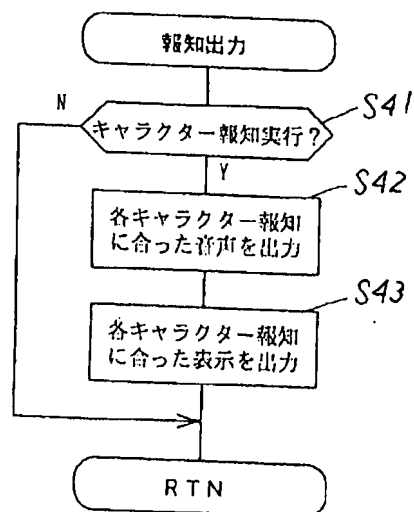 報知出力
S41
N
キャラクター報知実行?
Y
S42
各キャラクター報知
に合った音声を出力
S43
各キャラクター報知
に合った表示を出力
RTN